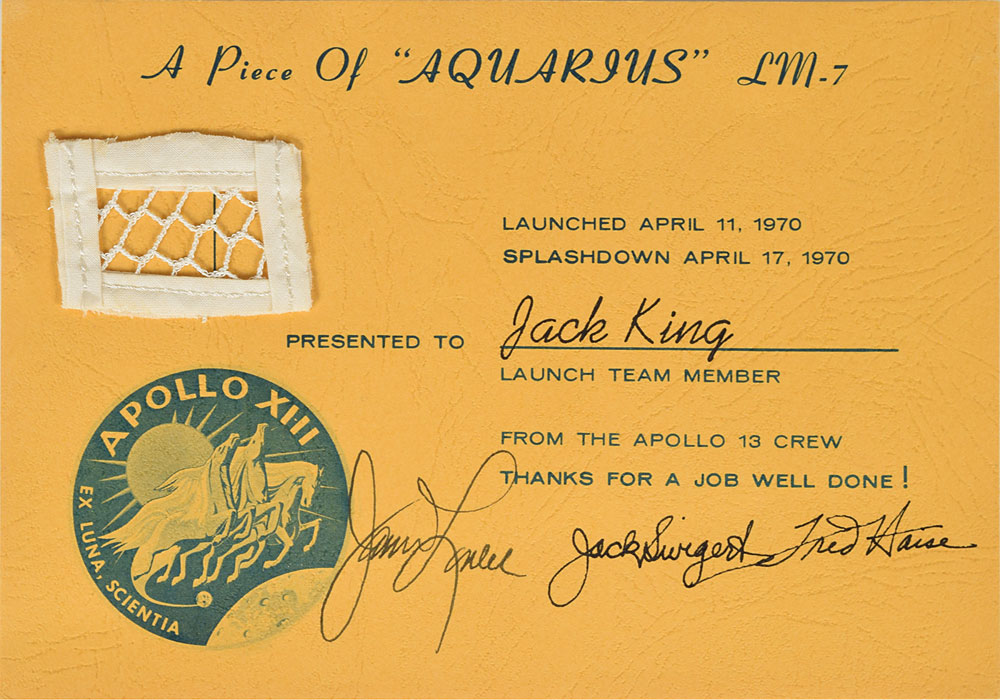 A Piece Of "AQUARIUS" LM-7
LAUNCHED APRIL 11, 1970
SPLASHDOWN APRIL 17, 1970
PRESENTED TO Jack King
LAUNCH TEAM MEMBER
APOLLO XIII
EX LUNA, SCIENTIA
FROM THE APOLLO 13 CREW
THANKS FOR A JOB WELL DONE!
James Lovell
Jack Swigert
Fred Haise